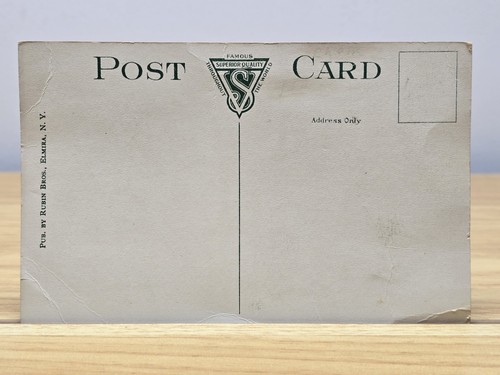 POST CARD
FAMOUS
THROUGHOUT
SUPERIOR QUALITY
THE WORLD
Address Only
PUB. BY RUBIN BROS., ELMIRA, N. Y.